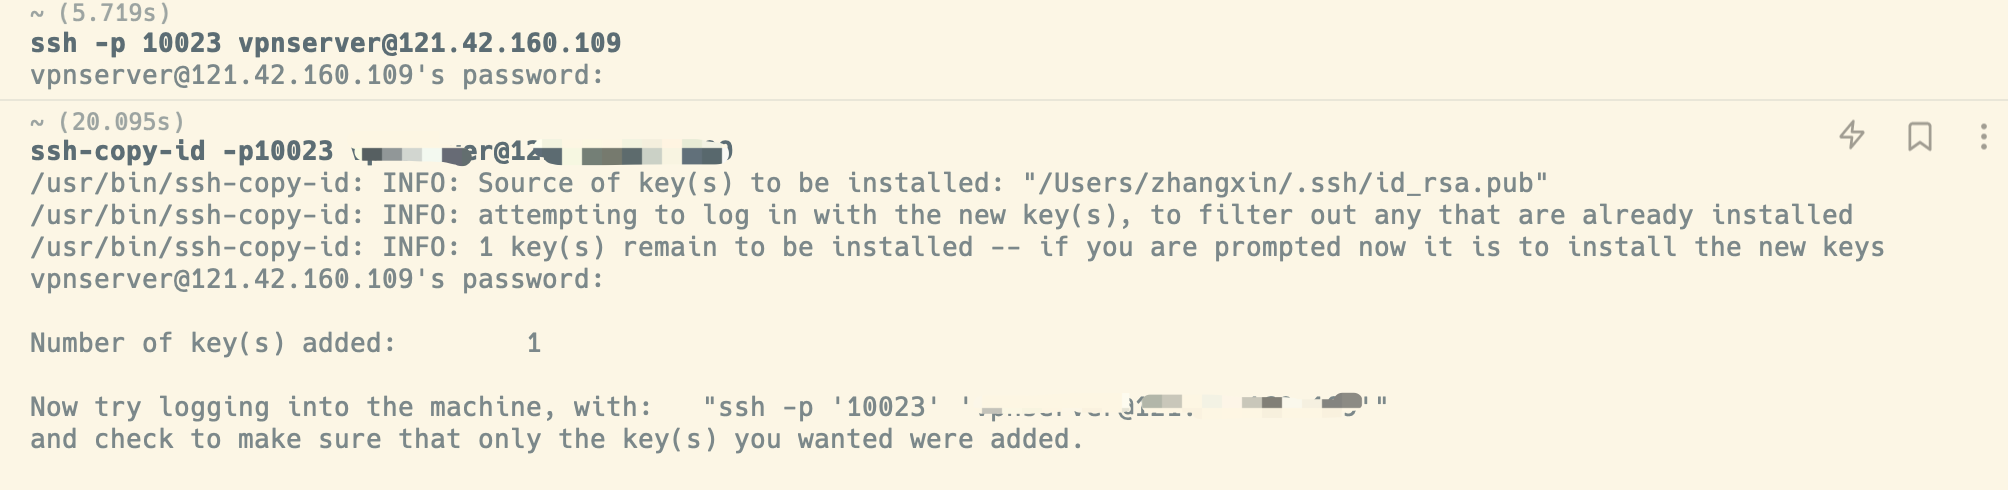 ~ (5.719s)
ssh -p 10023 vpnserver@121.42.160.109
vpnserver@121.42.160.109's password:
~ (20.095s)
ssh-copy-id -p10023
/usr/bin/ssh-copy-id: INFO: Source of key(s) to be installed: "/Users/zhangxin/.ssh/id_rsa.pub"
/usr/bin/ssh-copy-id: INFO: attempting to log in with the new key(s), to filter out any that are already installed
/usr/bin/ssh-copy-id: INFO: 1 key(s) remain to be installed -- if you are prompted now it is to install the new keys
vpnserver@121.42.160.109's password:
Number of key(s) added: 1
Now try logging into the machine, with: "ssh -p '10023' '
and check to make sure that only the key(s) you wanted were added.